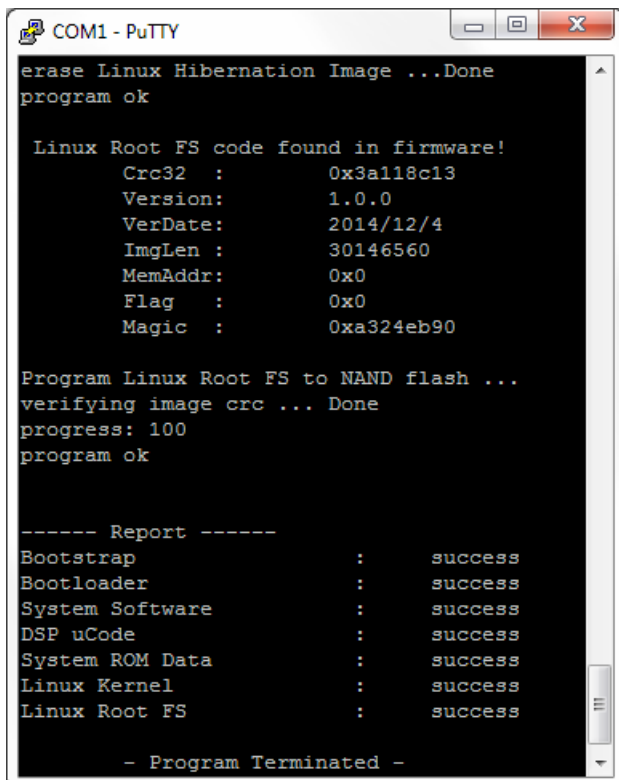 COM1 - PuTTY
erase Linux Hibernation Image ...Done
program ok
Linux Root FS code found in firmware!
Crc32  :          0x3a118c13
Version:          1.0.0
VerDate:          2014/12/4
ImgLen :          30146560
MemAddr:          0x0
Flag   :          0x0
Magic  :          0xa324eb90
Program Linux Root FS to NAND flash ...
verifying image crc ... Done
progress: 100
program ok
------ Report ------
Bootstrap                 :     success
Bootloader                :     success
System Software           :     success
DSP uCode                 :     success
System ROM Data           :     success
Linux Kernel              :     success
Linux Root FS             :     success
- Program Terminated -